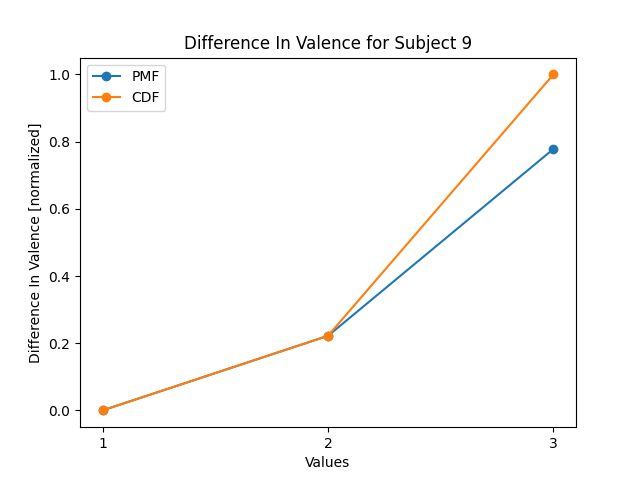 Difference In Valence for Subject 9
PMF
CDF
Difference In Valence [normalized]
1.0
0.8
0.6
0.4
0.2
0.0
1
2
3
Values